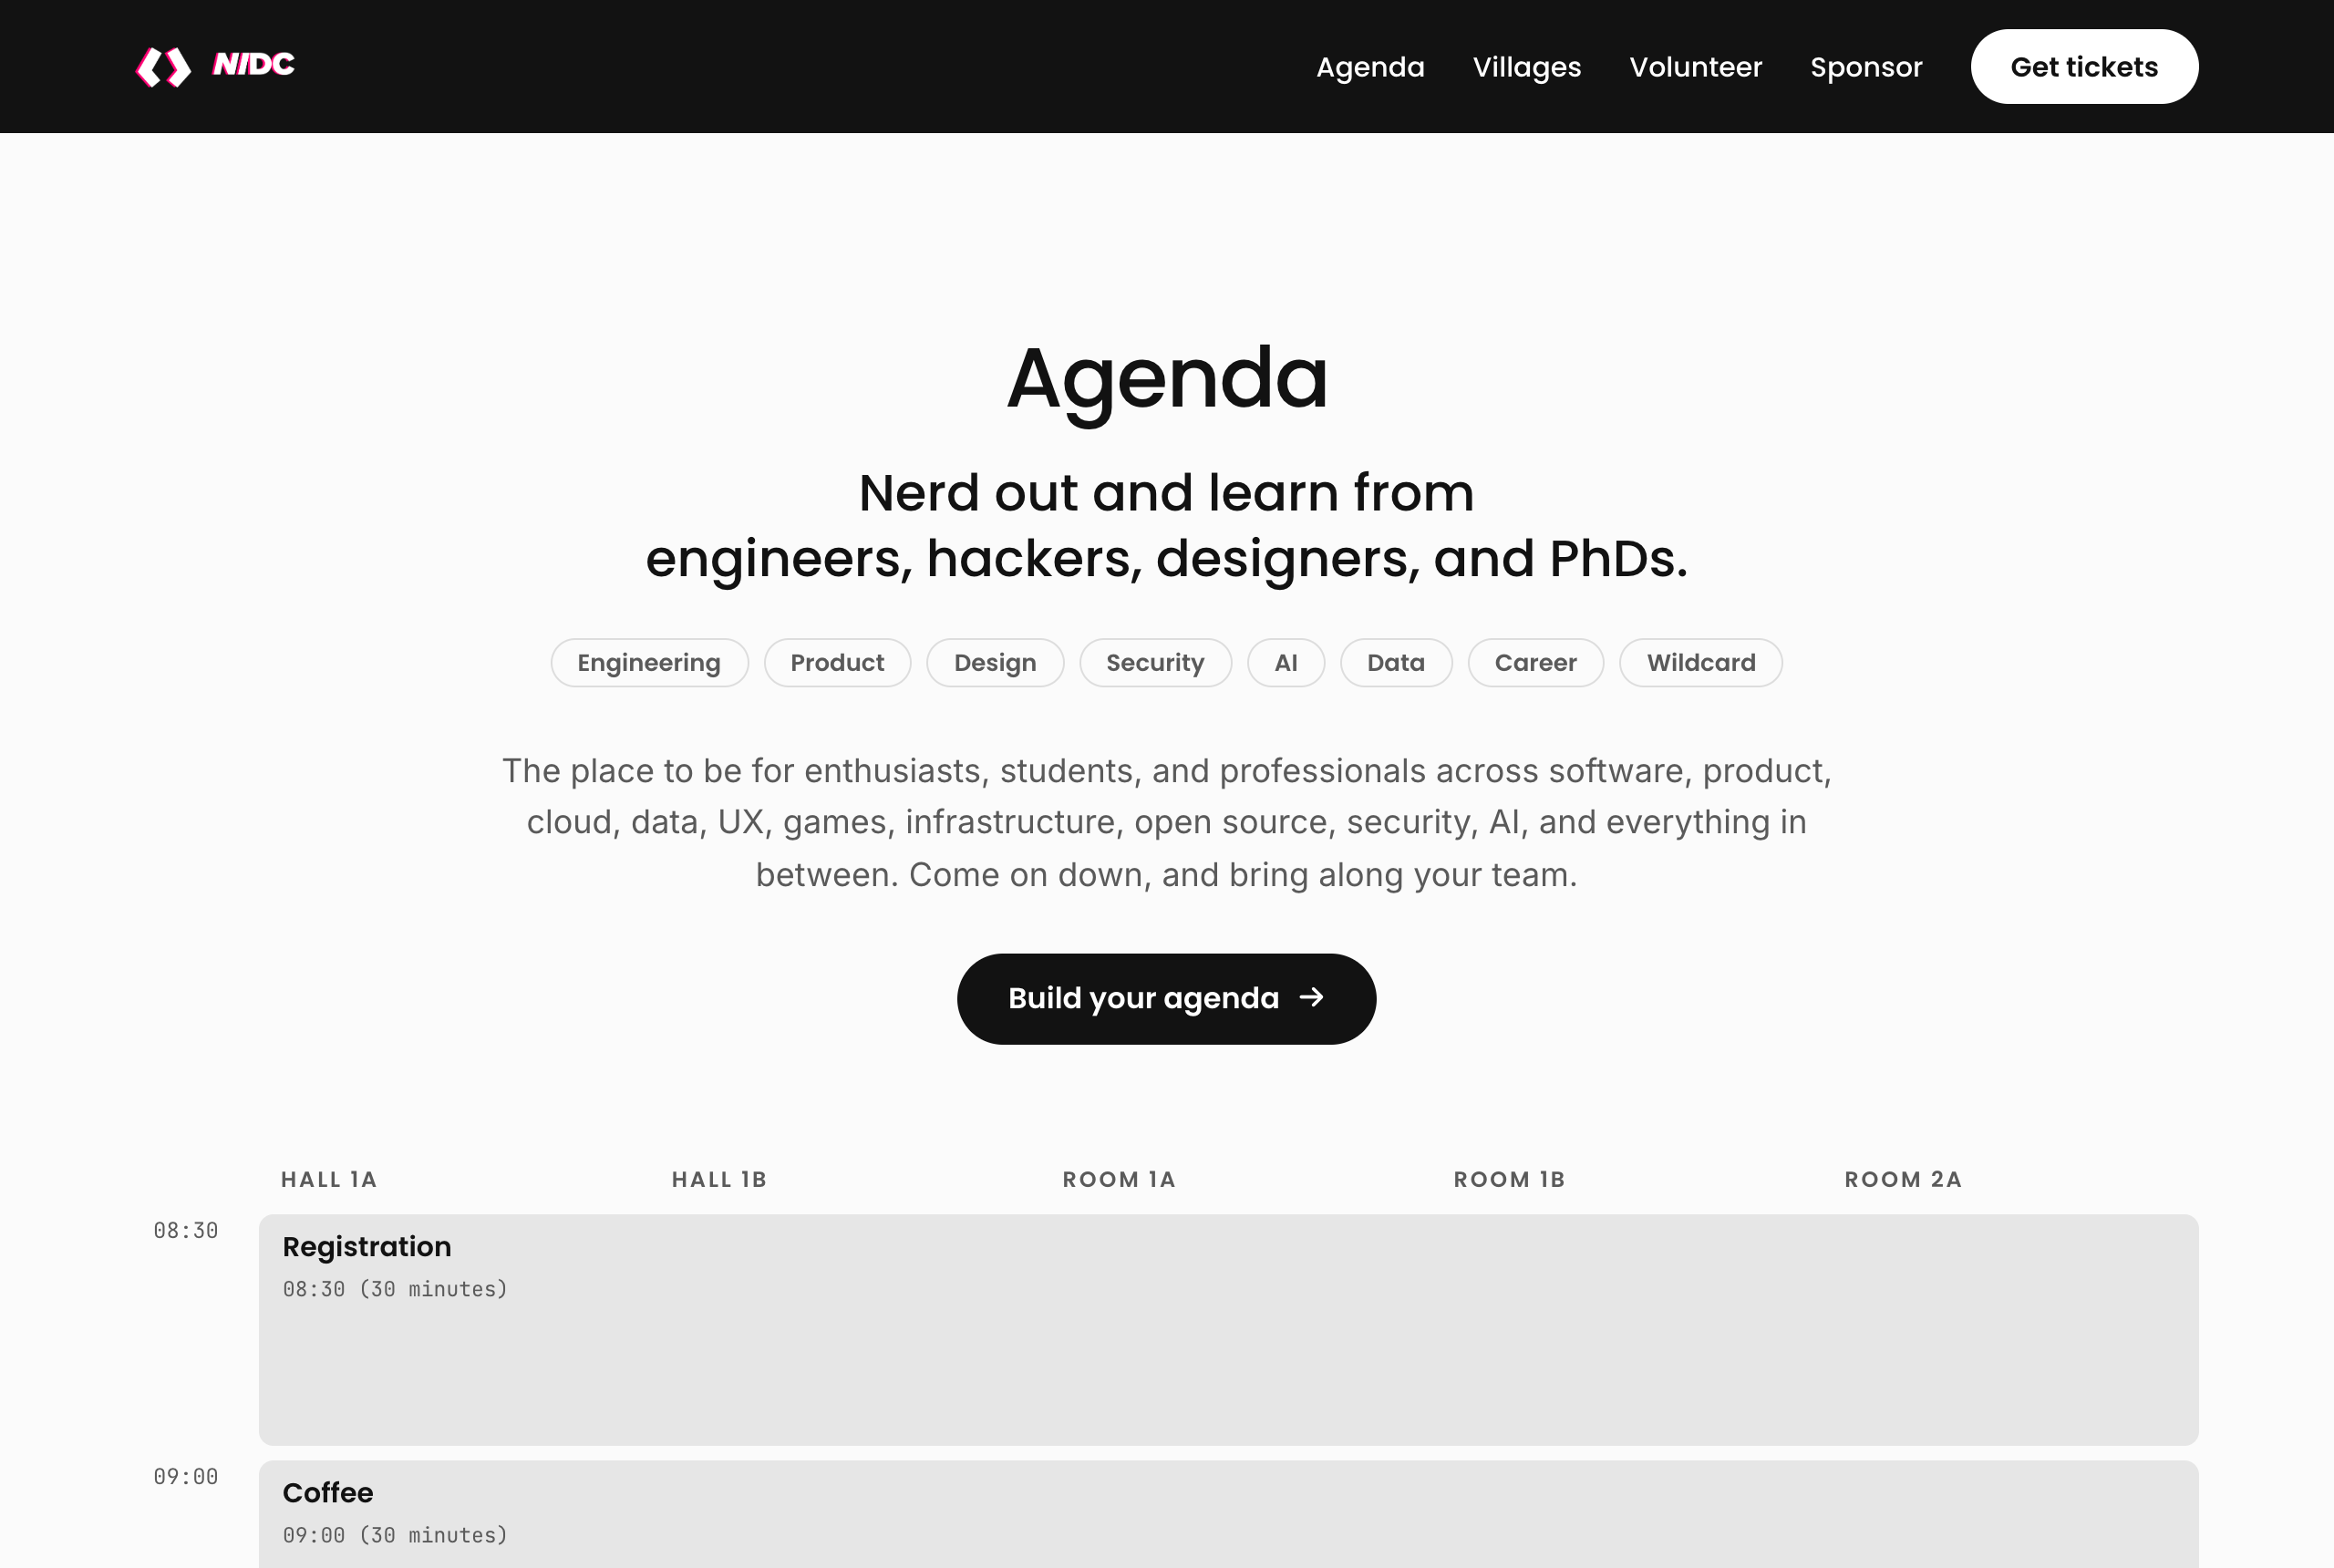 NIDC
Agenda
Villages
Volunteer
Sponsor
Get tickets
Agenda
Nerd out and learn from
engineers, hackers, designers, and PhDs.
Engineering
Product
Design
Security
AI
Data
Career
Wildcard
The place to be for enthusiasts, students, and professionals across software, product,
cloud, data, UX, games, infrastructure, open source, security, AI, and everything in
between. Come on down, and bring along your team.
Build your agenda →
HALL 1A
HALL 1B
ROOM 1A
ROOM 1B
ROOM 2A
08:30
Registration
08:30 (30 minutes)
09:00
Coffee
09:00 (30 minutes)